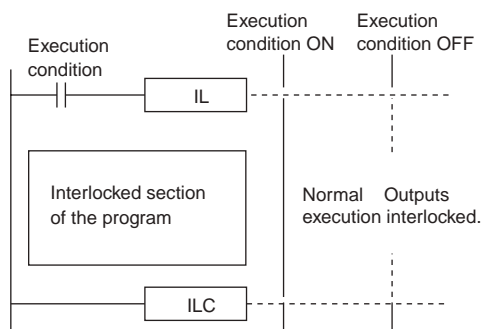 Execution
condition
Execution
condition ON
Execution
condition OFF
IL
Interlocked section
of the program
Normal
execution
Outputs
interlocked.
ILC